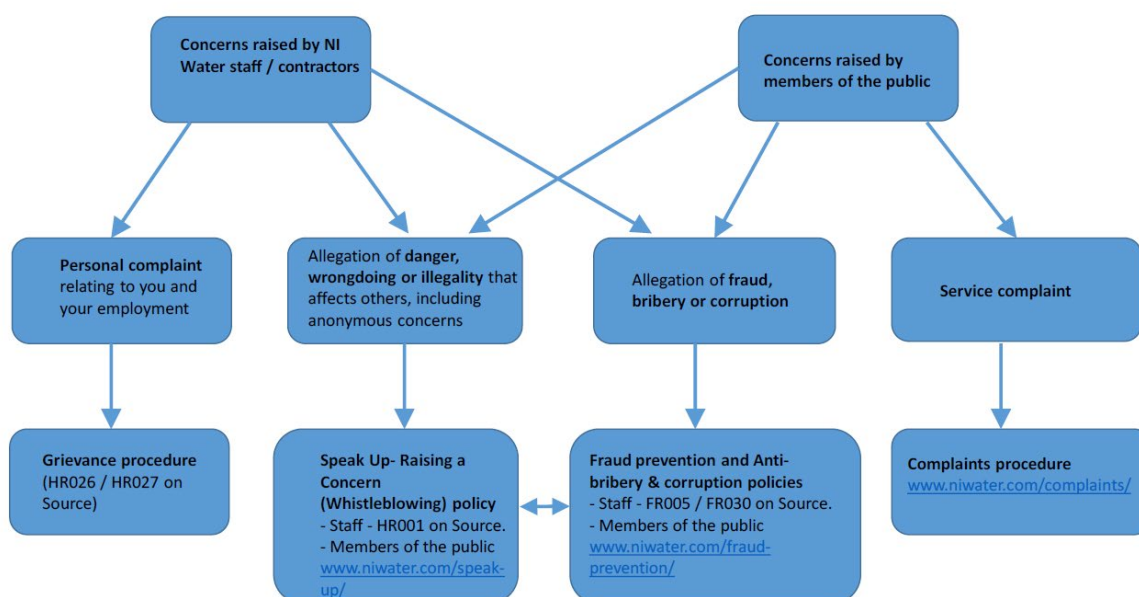 Concerns raised by NI
Water staff / contractors
Concerns raised by
members of the public
Personal complaint
relating to you and
your employment
Allegation of danger,
wrongdoing or illegality that
affects others, including
anonymous concerns
Allegation of fraud,
bribery or corruption
Service complaint
Grievance procedure
(HR026 / HR027 on
Source)
Speak Up- Raising a
Concern
(Whistleblowing) policy
- Staff - HR001 on Source.
- Members of the public
www.niwater.com/speak-
up/
Fraud prevention and Anti-
bribery & corruption policies
- Staff - FR005 / FR030 on Source.
- Members of the public
www.niwater.com/fraud-
prevention/
Complaints procedure
www.niwater.com/complaints/